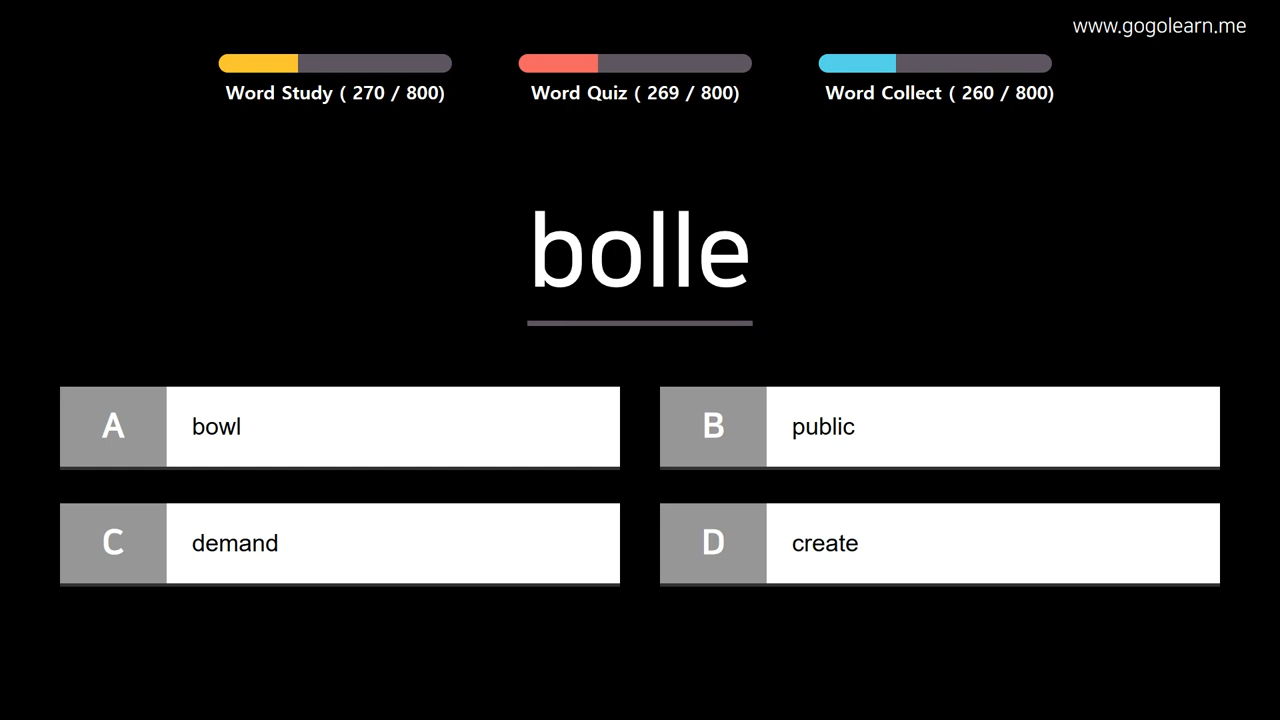 www.gogolearn.me
Word Study ( 270 / 800)
Word Quiz ( 269 / 800)
Word Collect ( 260 / 800)
bolle
A bowl
B public
C demand
D create